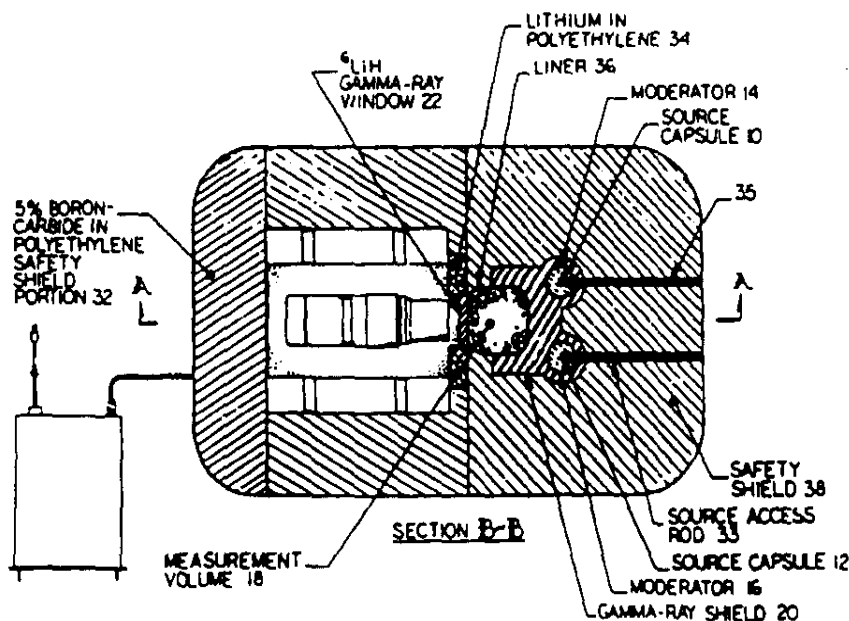 LITHIUM IN
POLYETHYLENE 34
⁶LiH
GAMMA-RAY
WINDOW 22
LINER 36
MODERATOR 14
SOURCE
CAPSULE 10
5% BORON-
CARBIDE IN
POLYETHYLENE
SAFETY
SHIELD
PORTION 32
35
A
A
SAFETY
SHIELD 38
SECTION B-B
SOURCE ACCESS
ROD 33
MEASUREMENT
VOLUME 18
SOURCE CAPSULE 12
MODERATOR 16
GAMMA-RAY SHIELD 20